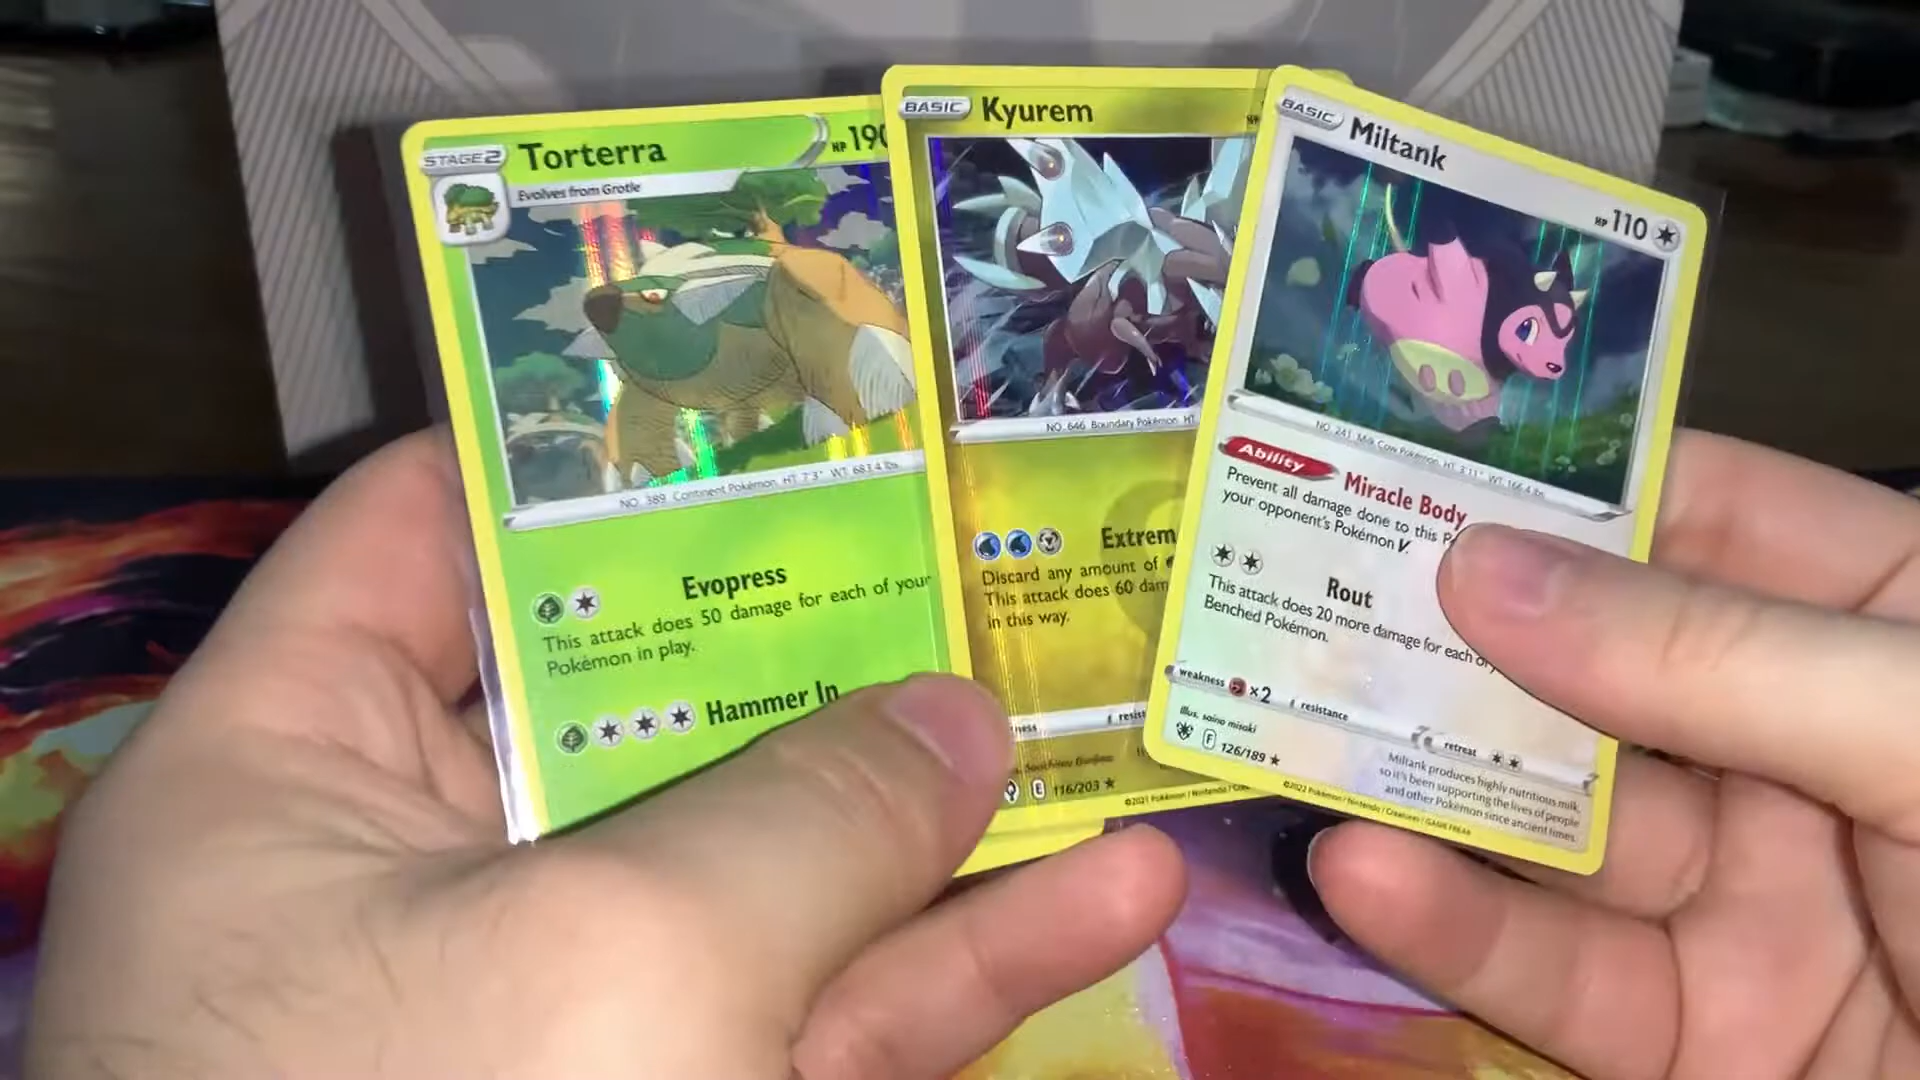 STAGE2
Torterra
HP 190
Evolves from Grotle
NO. 389 Continent Pokémon HT 7'3" WT 683.4 lbs.
Evopress
This attack does 50 damage for each of your
Pokémon in play.
Hammer In
BASIC
Kyurem
NO. 646 Boundary Pokémon HT
Extrem
Discard any amount of
This attack does 60 dam
in this way.
ness
resist
E 116/203 ★
©2021 Pokémon / Nintendo /
BASIC
Miltank
HP 110
NO. 241 Milk Cow Pokémon HT 3'11" WT 166.4 lbs.
Ability
Miracle Body
Prevent all damage done to this
your opponent's Pokémon V.
Rout
This attack does 20 more damage for each of
Benched Pokémon.
weakness ×2
resistance
retreat
Illus. saino misaki
F 126/189 ★
Miltank produces highly nutritious milk,
so it's been supporting the lives of people
and other Pokémon since ancient times.
©2022 Pokémon / Nintendo / Creatures / GAME FREAK